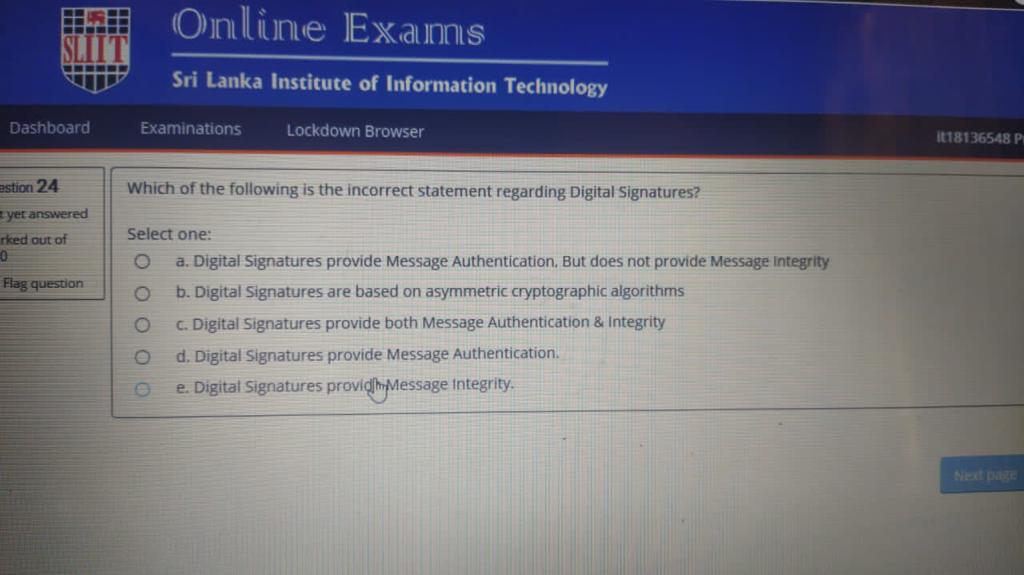 SLIIT
Online Exams
Sri Lanka Institute of Information Technology
Dashboard Examinations Lockdown Browser
it18136548
estion 24
t yet answered
rked out of
0
Flag question
Which of the following is the incorrect statement regarding Digital Signatures?
Select one:
a. Digital Signatures provide Message Authentication, But does not provide Message Integrity
b. Digital Signatures are based on asymmetric cryptographic algorithms
c. Digital Signatures provide both Message Authentication & Integrity
d. Digital Signatures provide Message Authentication.
e. Digital Signatures provide Message Integrity.
Next page